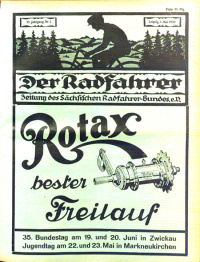 Der Radfahrer
Zeitung des Sächsischen Radfahrer-Bundes, e.V.
Rotax
bester
Freilauf
35. Bundestag am 19. und 20. Juni in Zwickau
Jugendtag am 22. und 23. Mai in Markneukirchen